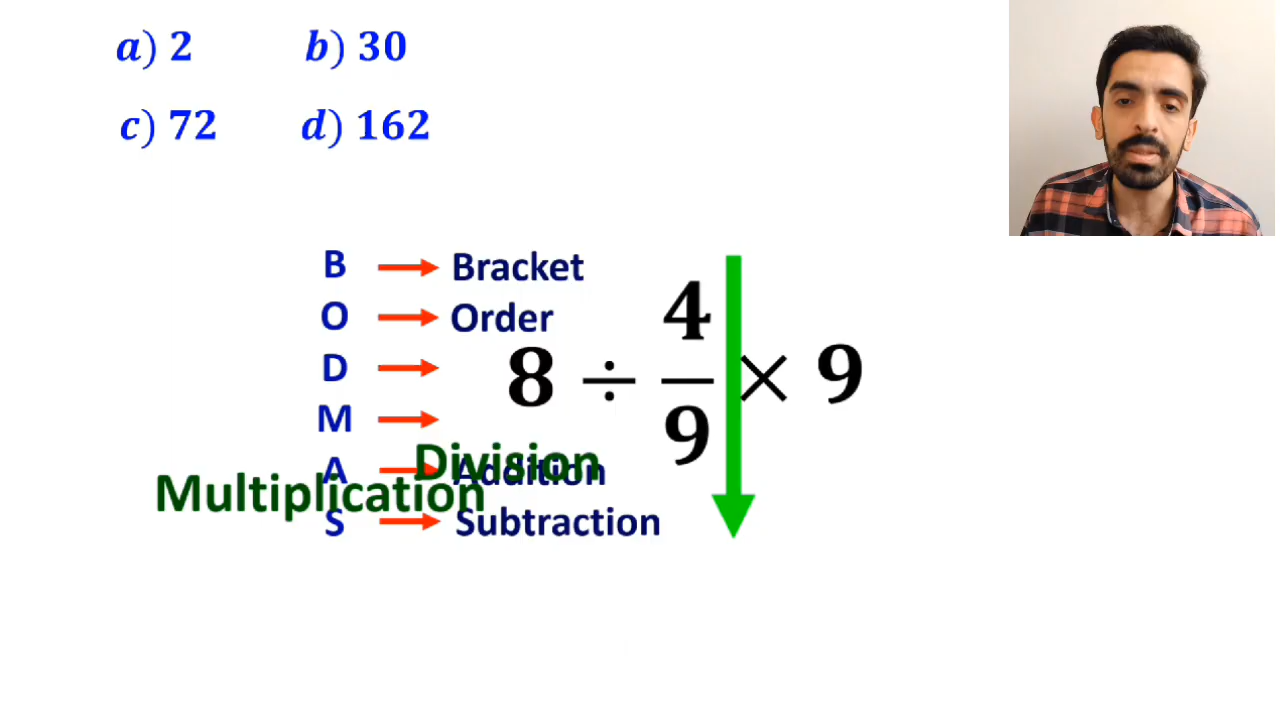 a) 2 b) 30
c) 72 d) 162
B → Bracket
O → Order
D →
M →
A → Addition
S → Subtraction
Division
Multiplication
8 ÷ 4/9 × 9